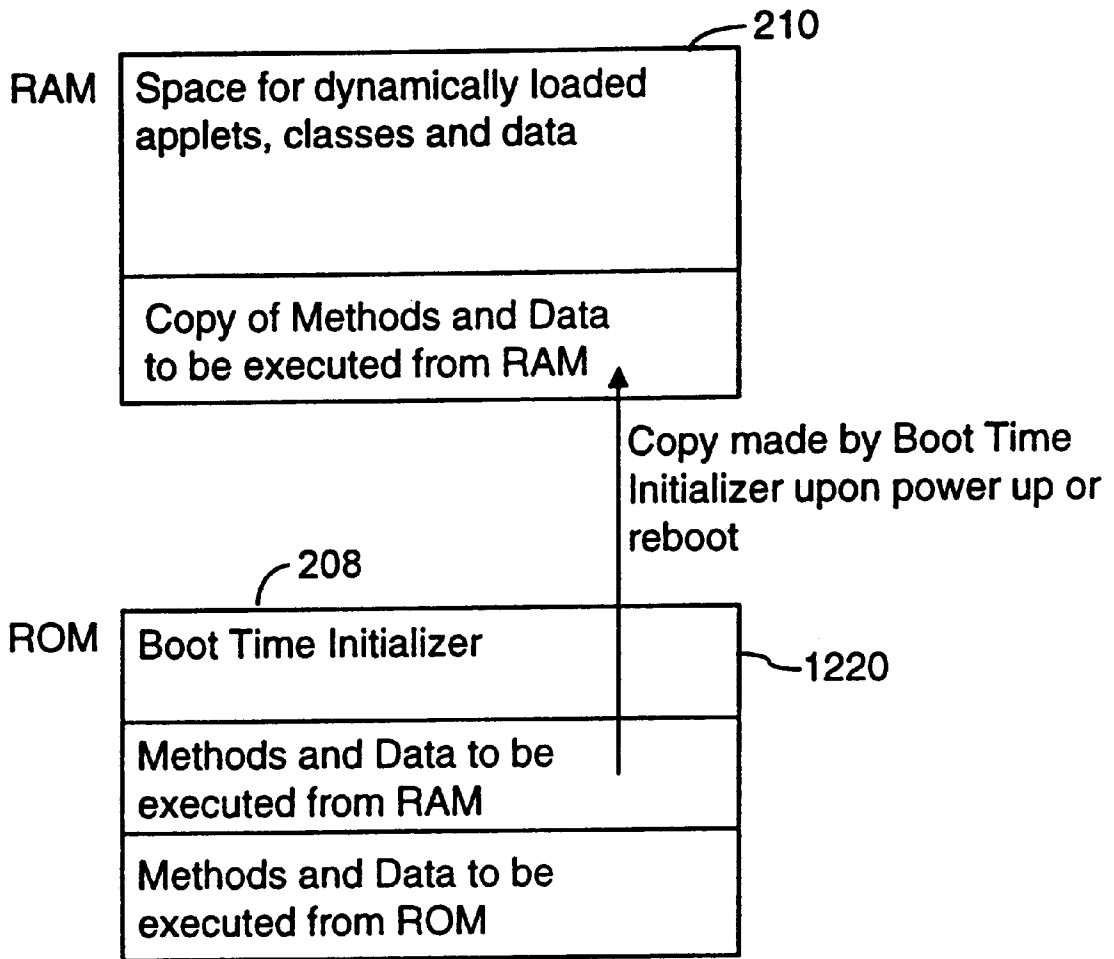 210
RAM
Space for dynamically loaded
applets, classes and data
Copy of Methods and Data
to be executed from RAM
Copy made by Boot Time
Initializer upon power up or
reboot
208
ROM
Boot Time Initializer
1220
Methods and Data to be
executed from RAM
Methods and Data to be
executed from ROM